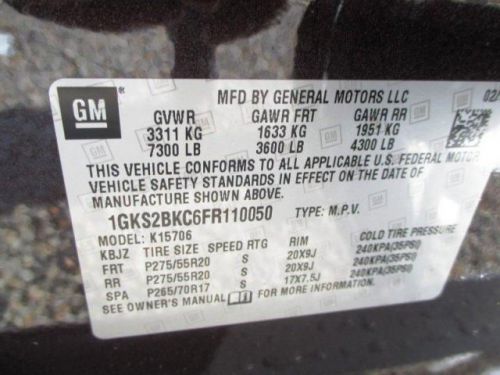 GM
MFD BY GENERAL MOTORS LLC 02/
GVWR GAWR FRT GAWR RR
3311 KG 1633 KG 1951 KG
7300 LB 3600 LB 4300 LB
THIS VEHICLE CONFORMS TO ALL APPLICABLE U.S. FEDERAL MOTOR
VEHICLE SAFETY STANDARDS IN EFFECT ON THE DATE OF
MANUFACTURE SHOWN ABOVE.
1GKS2BKC6FR110050 TYPE: M.P.V.
MODEL: K15706
KBJZ TIRE SIZE SPEED RTG RIM COLD TIRE PRESSURE
FRT P275/55R20 S 20X9J 240KPA(35PSI)
RR P275/55R20 S 20X9J 240KPA(35PSI)
SPA P265/70R17 S 17X7.5J 240KPA(35PSI)
SEE OWNER'S MANUAL FOR MORE INFORMATION.